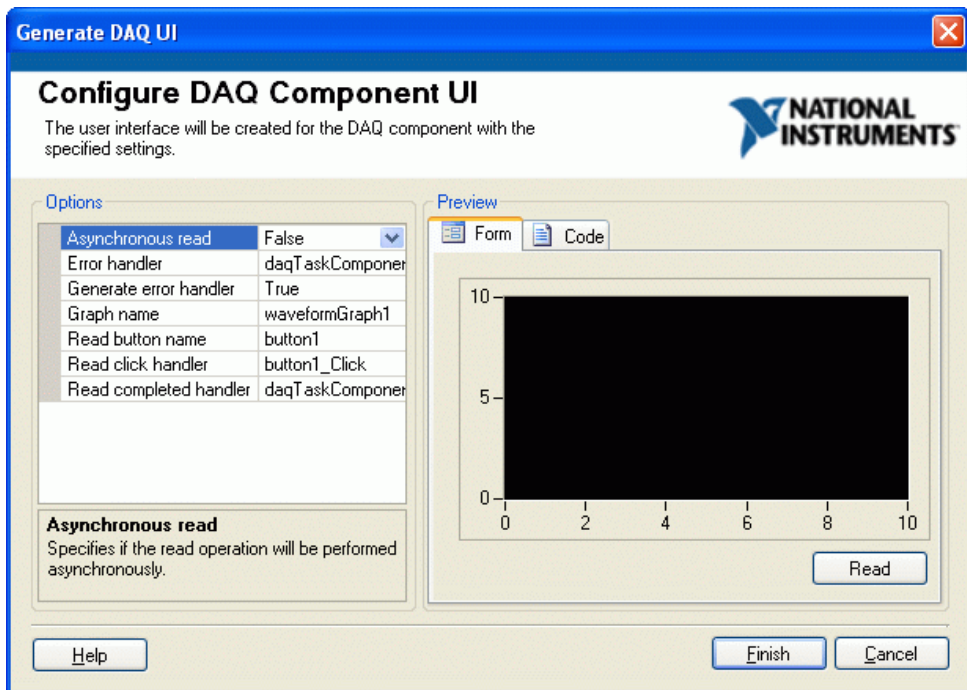 Generate DAQ UI
Configure DAQ Component UI
The user interface will be created for the DAQ component with the
specified settings.
NATIONAL
INSTRUMENTS
Options
Asynchronous read False
Error handler daqTaskComponer
Generate error handler True
Graph name waveformGraph1
Read button name button1
Read click handler button1_Click
Read completed handler daqTaskComponer
Asynchronous read
Specifies if the read operation will be performed
asynchronously.
Preview
Form Code
10
5
0
0 2 4 6 8 10
Read
Help Finish Cancel